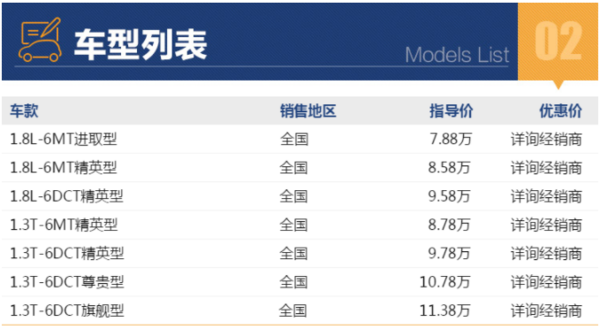 车型列表 Models List 02
车款 销售地区 指导价 优惠价
1.8L-6MT进取型 全国 7.88万 详询经销商
1.8L-6MT精英型 全国 8.58万 详询经销商
1.8L-6DCT精英型 全国 9.58万 详询经销商
1.3T-6MT精英型 全国 8.78万 详询经销商
1.3T-6DCT精英型 全国 9.78万 详询经销商
1.3T-6DCT尊贵型 全国 10.78万 详询经销商
1.3T-6DCT旗舰型 全国 11.38万 详询经销商